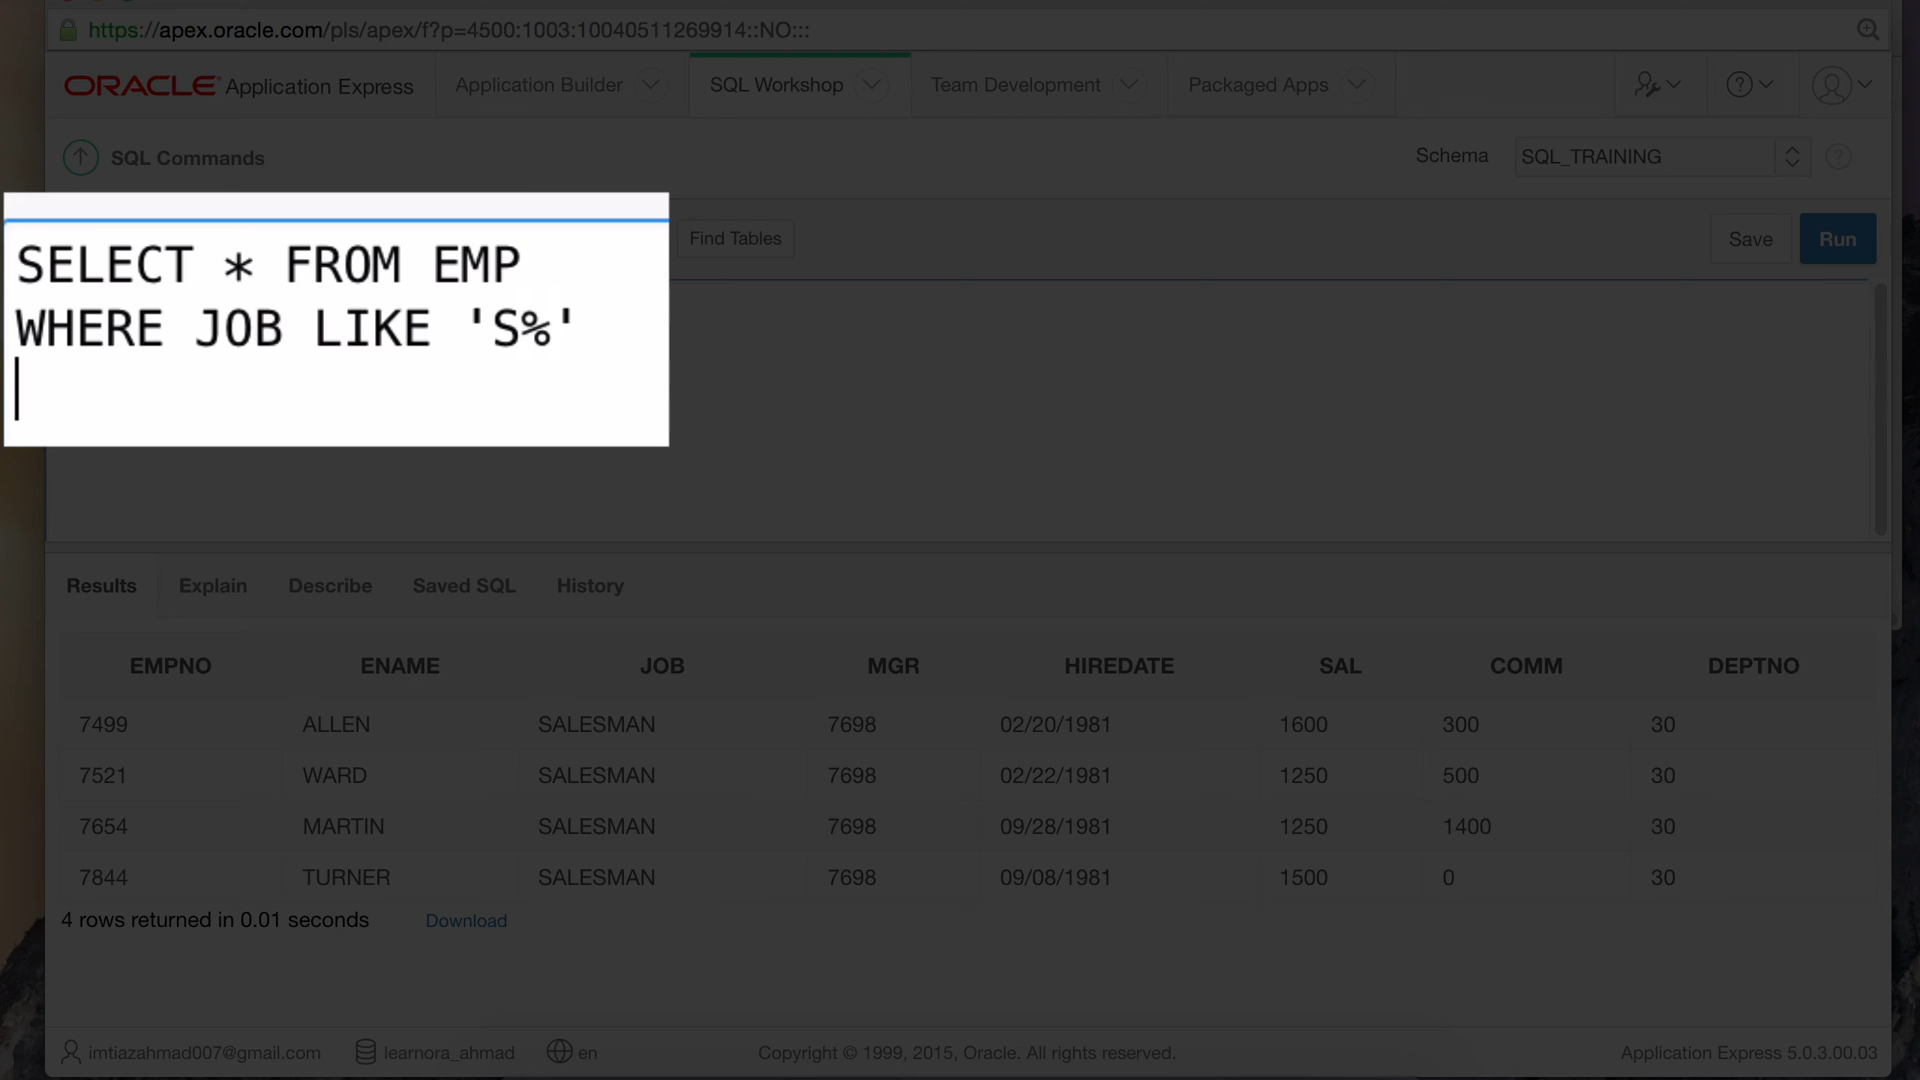 https://apex.oracle.com/pls/apex/f?p=4500:1003:10040511269914::NO:::
ORACLE Application Express Application Builder SQL Workshop Team Development Packaged Apps
SQL Commands Schema SQL_TRAINING
Find Tables Save Run
SELECT * FROM EMP
WHERE JOB LIKE 'S%'
Results Explain Describe Saved SQL History
EMPNO ENAME JOB MGR HIREDATE SAL COMM DEPTNO
7499 ALLEN SALESMAN 7698 02/20/1981 1600 300 30
7521 WARD SALESMAN 7698 02/22/1981 1250 500 30
7654 MARTIN SALESMAN 7698 09/28/1981 1250 1400 30
7844 TURNER SALESMAN 7698 09/08/1981 1500 0 30
4 rows returned in 0.01 seconds Download
imtiazahmad007@gmail.com learnora_ahmad en Copyright © 1999, 2015, Oracle. All rights reserved. Application Express 5.0.3.00.03